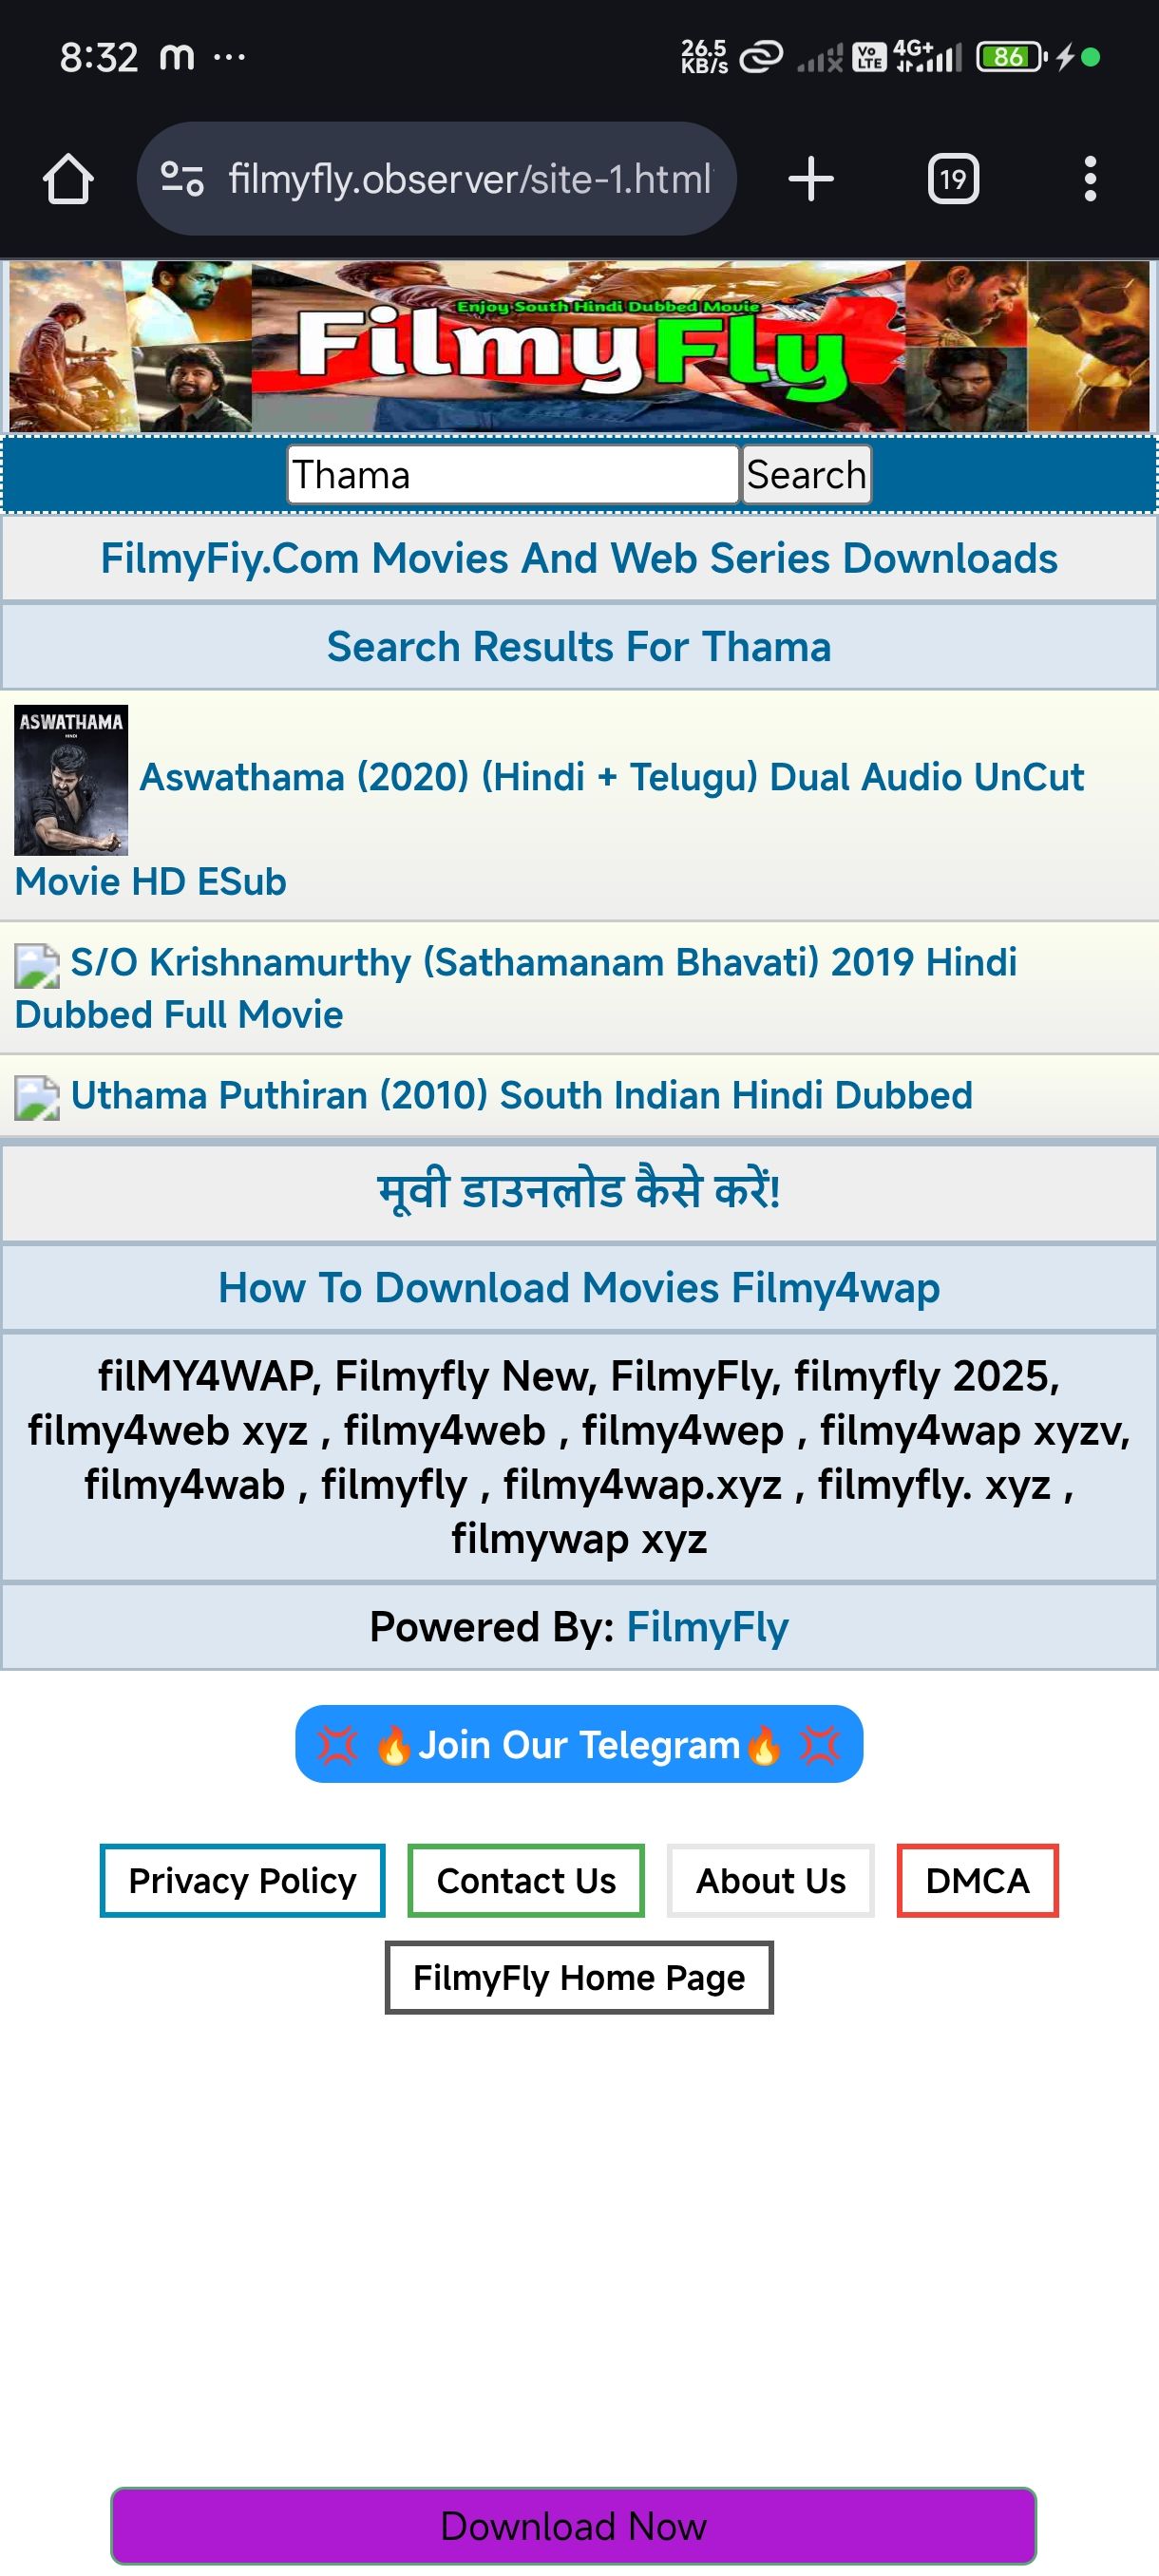 8:32 m ...
26.5 KB/s Vo LTE 4G+ 86
filmyfly.observer/site-1.html
19
Enjoy South Hindi Dubbed Movie
FilmyFly
Thama Search
FilmyFiy.Com Movies And Web Series Downloads
Search Results For Thama
ASWATHAMA
HINDI
Aswathama (2020) (Hindi + Telugu) Dual Audio UnCut
Movie HD ESub
S/O Krishnamurthy (Sathamanam Bhavati) 2019 Hindi
Dubbed Full Movie
Uthama Puthiran (2010) South Indian Hindi Dubbed
मूवी डाउनलोड कैसे करें!
How To Download Movies Filmy4wap
filMY4WAP, Filmyfly New, FilmyFly, filmyfly 2025,
filmy4web xyz , filmy4web , filmy4wep , filmy4wap xyzv,
filmy4wab , filmyfly , filmy4wap.xyz , filmyfly. xyz ,
filmywap xyz
Powered By: FilmyFly
💢 🔥Join Our Telegram🔥 💢
Privacy Policy Contact Us About Us DMCA
FilmyFly Home Page
Download Now